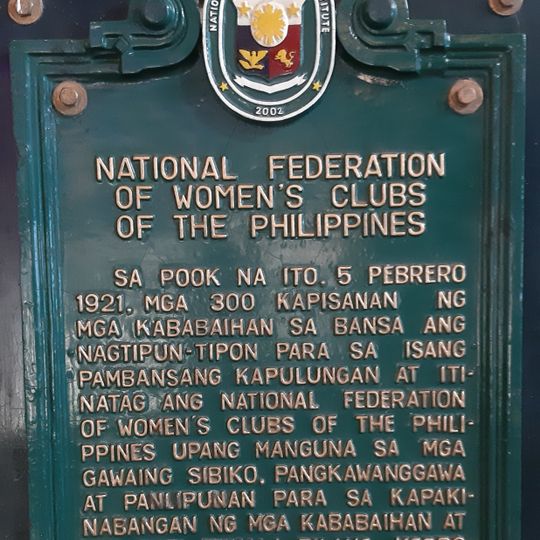 NATIONAL
2002
NATIONAL FEDERATION
OF WOMEN'S CLUBS
OF THE PHILIPPINES
SA POOK NA ITO. 5 PEBRERO
1921, MGA 300 KAPISANAN NG
MGA KABABAIHAN SA BANSA ANG
NAGTIPUN-TIPON PARA SA ISANG
PAMBANSANG KAPULUNGAN AT ITI-
NATAG ANG NATIONAL FEDERATION
OF WOMEN'S CLUBS OF THE PHILI-
PPINES UPANG MANGUNA SA MGA
GAWAING SIBIKO, PANGKAWANGGAWA
AT PANLIPUNAN PARA SA KAPAKI-
NABANGAN NG MGA KABABAIHAN AT